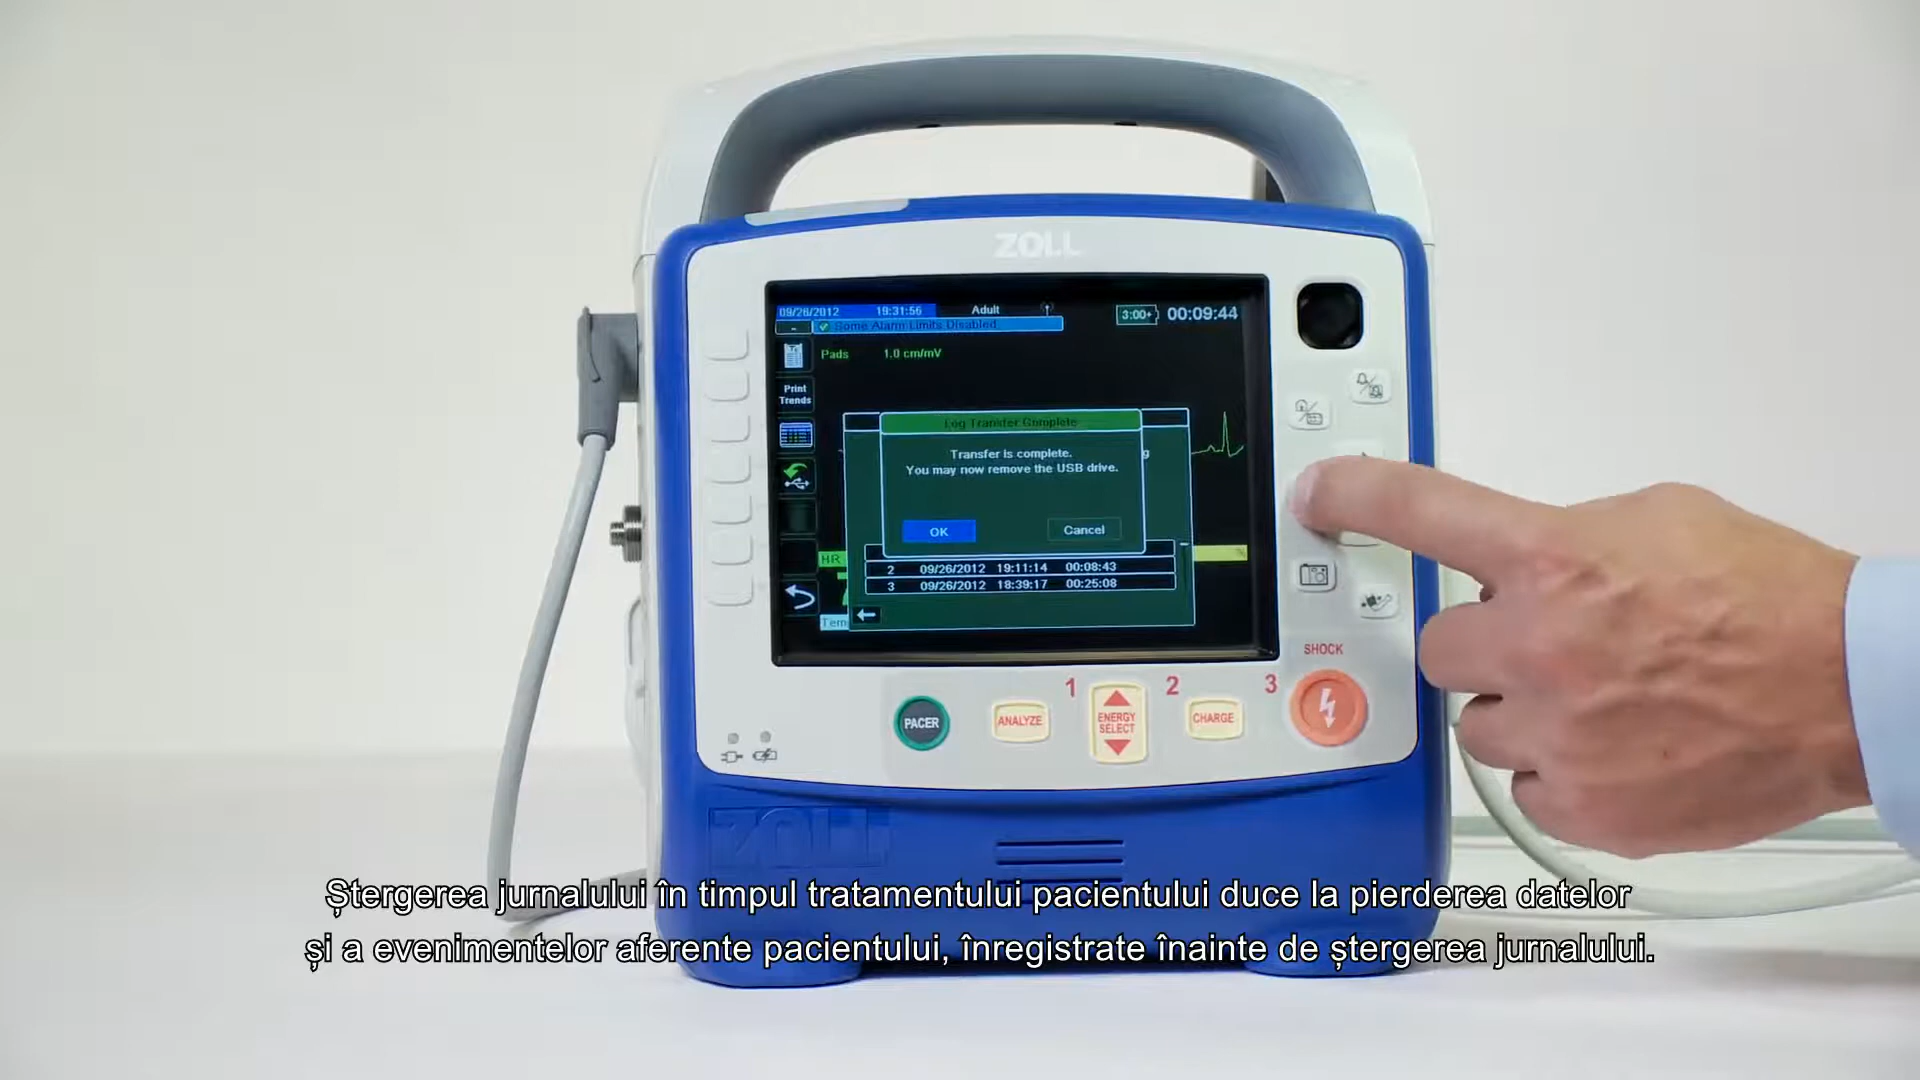 ZOLL
09/26/2012 19:31:56 Adult 3:00+ 00:09:44
Some Alarm Limits Disabled
Pads 1.0 cm/mV
Print
Trends
Log Transfer Complete
Transfer is complete.
You may now remove the USB drive.
OK Cancel
HR
2 09/26/2012 19:11:14 00:08:43
3 09/26/2012 18:39:17 00:25:08
Tem
SHOCK
1 2 3
PACER ANALYZE ENERGY SELECT CHARGE
ZOLL
Ștergerea jurnalului în timpul tratamentului pacientului duce la pierderea datelor
și a evenimentelor aferente pacientului, înregistrate înainte de ștergerea jurnalului.